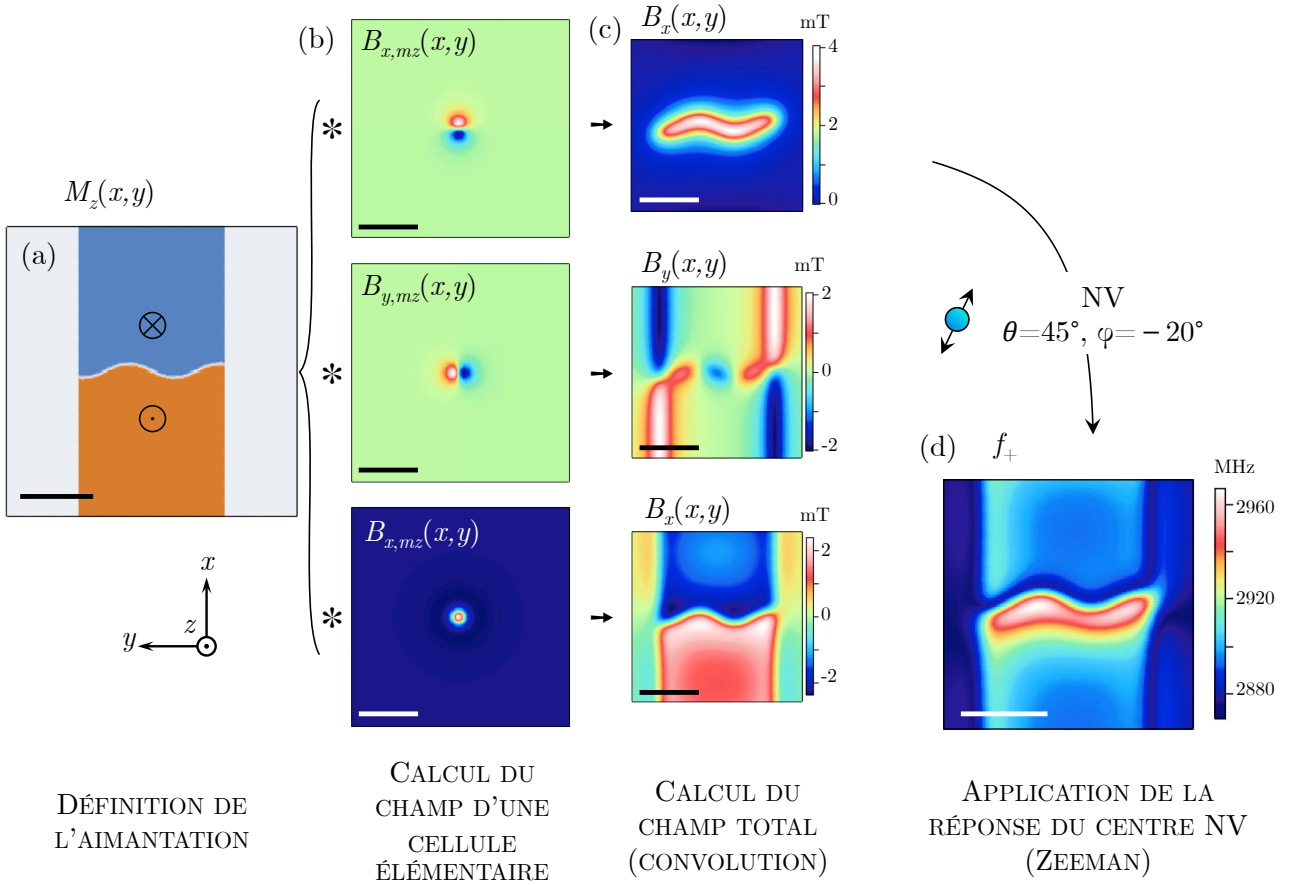 (b)
B_{x,mz}(x,y)
(c)
B_x(x,y)
mT
4
2
0
*
M_z(x,y)
(a)
B_{y,mz}(x,y)
*
B_y(x,y)
mT
2
0
-2
NV
θ=45°, φ=−20°
B_{x,mz}(x,y)
*
B_x(x,y)
mT
2
0
-2
(d)
f_+
MHz
2960
2920
2880
x
y
z
DÉFINITION DE
L'AIMANTATION
CALCUL DU
CHAMP D'UNE
CELLULE
ÉLÉMENTAIRE
CALCUL DU
CHAMP TOTAL
(CONVOLUTION)
APPLICATION DE LA
RÉPONSE DU CENTRE NV
(ZEEMAN)